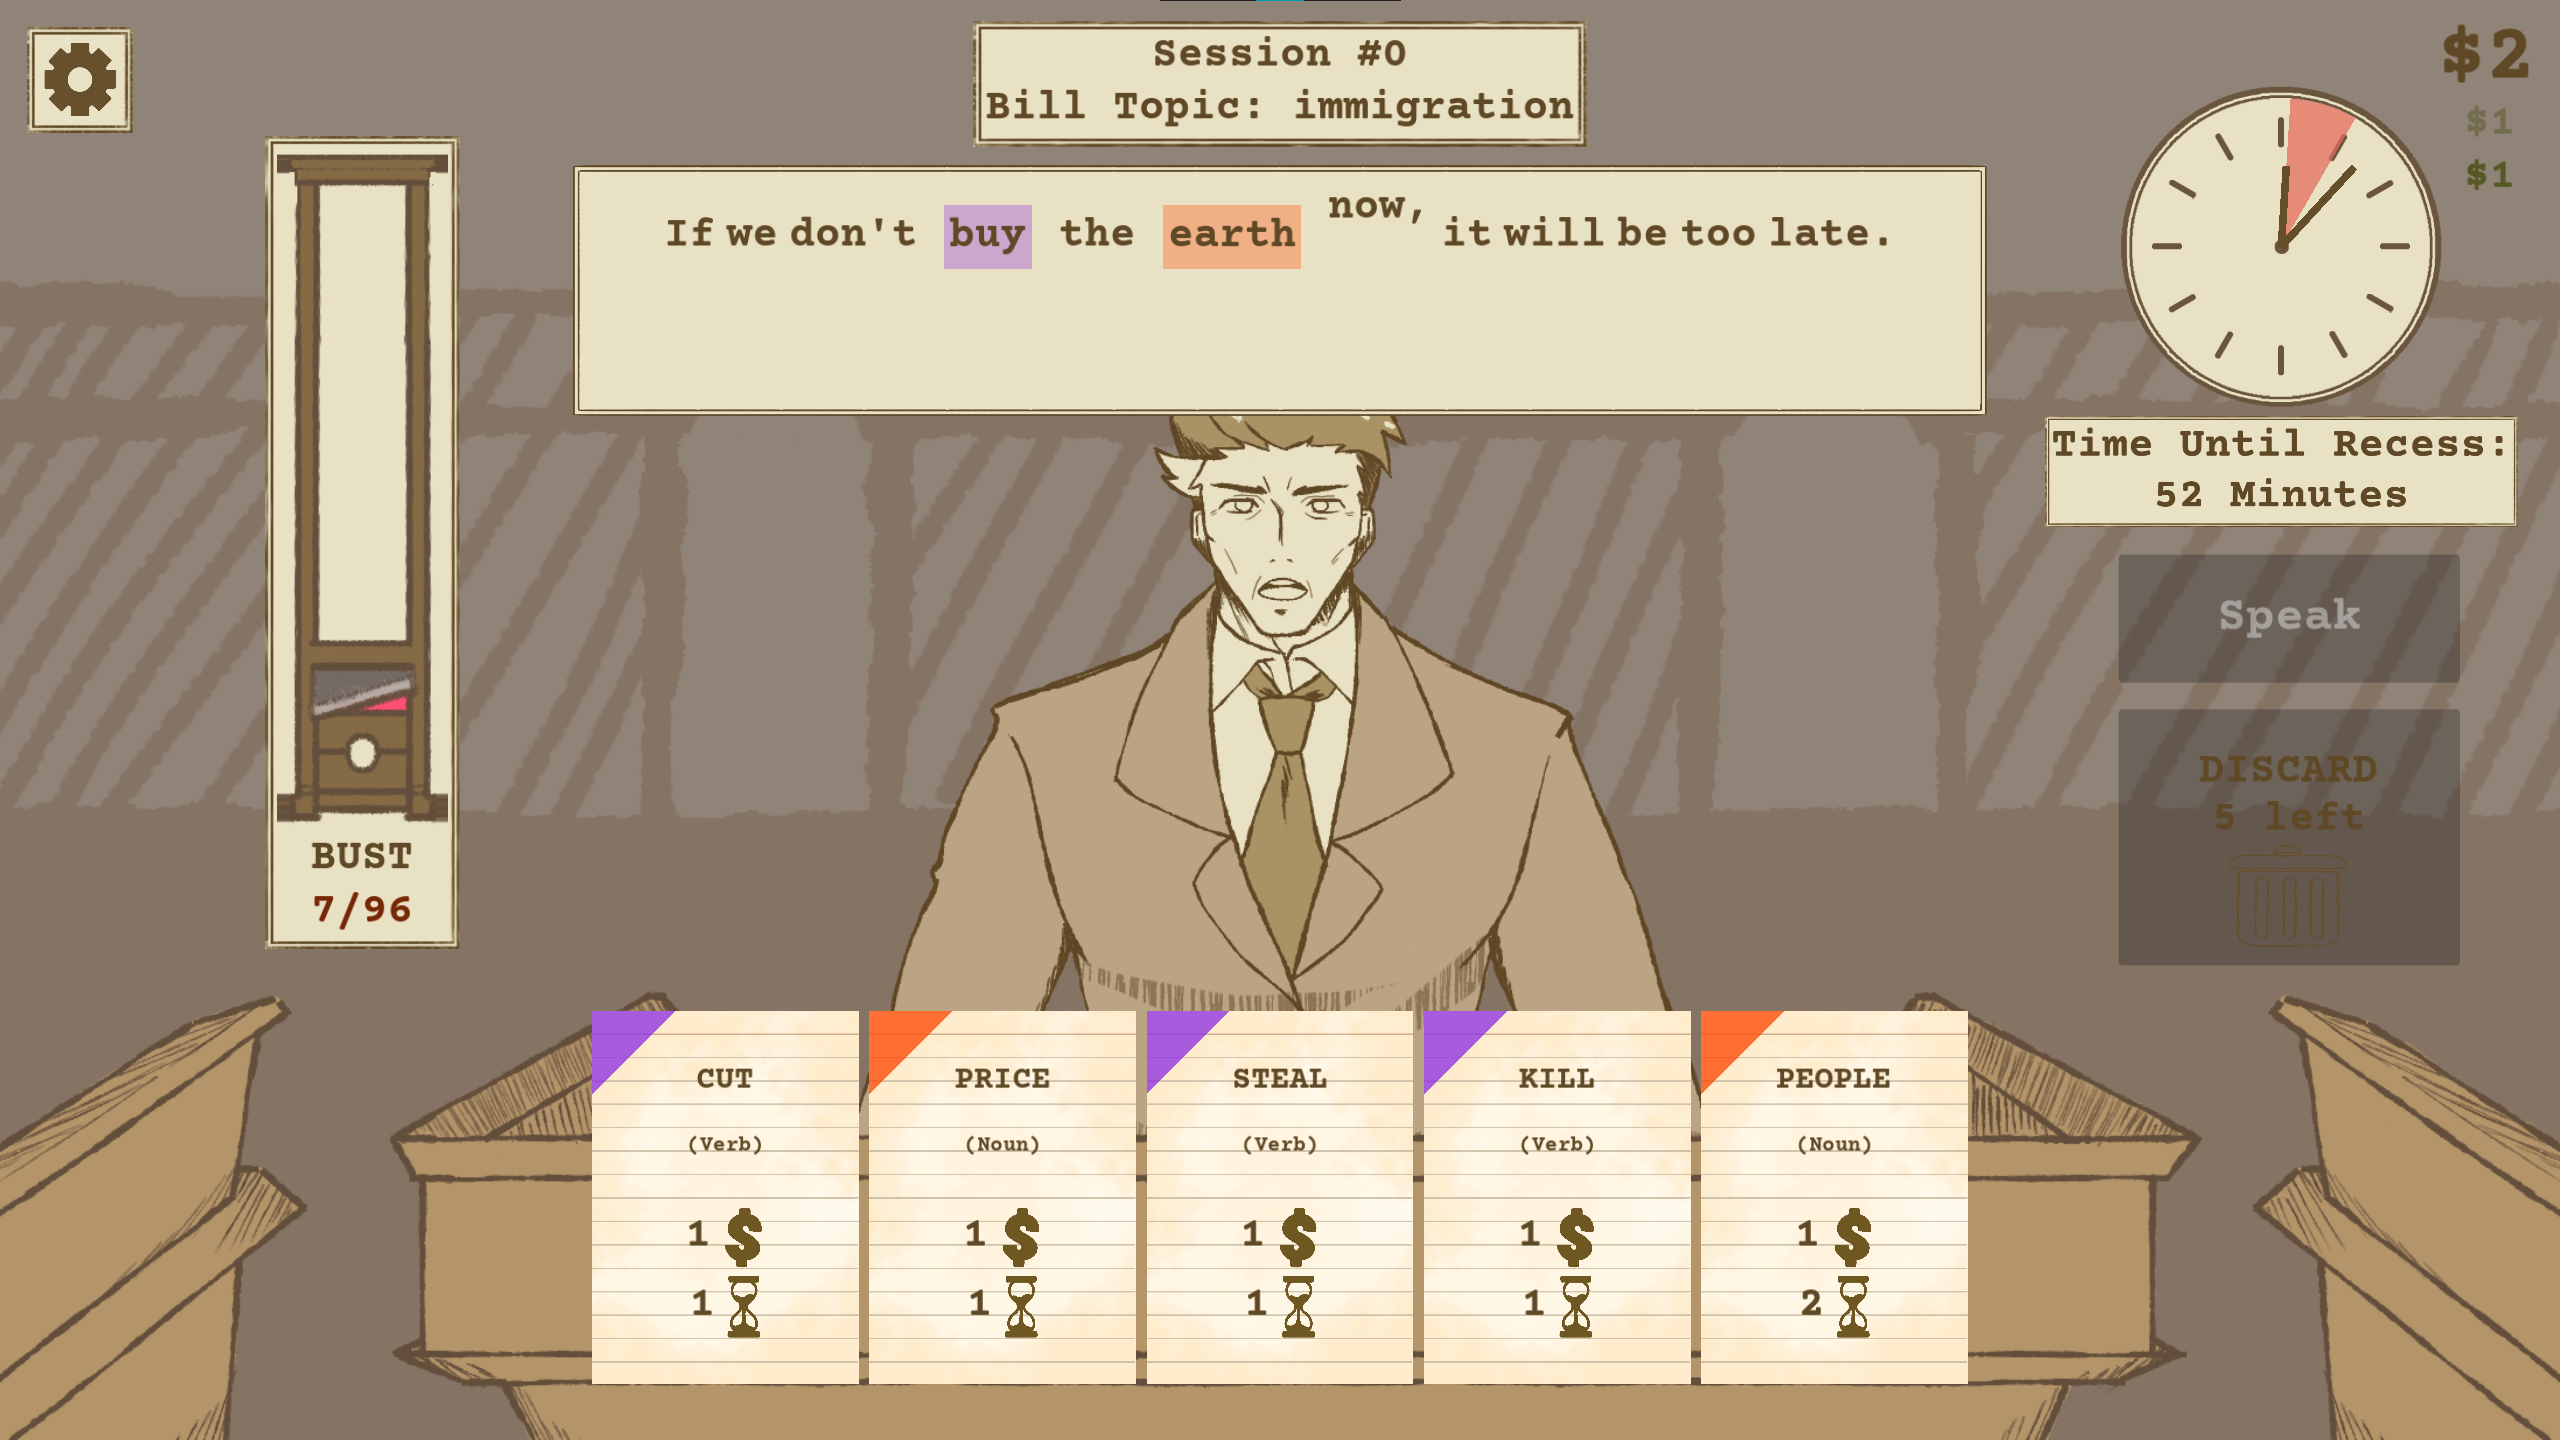 Session #0
Bill Topic: immigration
$2
$1
$1
If we don't buy the earth now, it will be too late.
Time Until Recess:
52 Minutes
Speak
DISCARD
5 left
BUST
7/96
CUT
(Verb)
1 $
1
PRICE
(Noun)
1 $
1
STEAL
(Verb)
1 $
1
KILL
(Verb)
1 $
1
PEOPLE
(Noun)
1 $
2